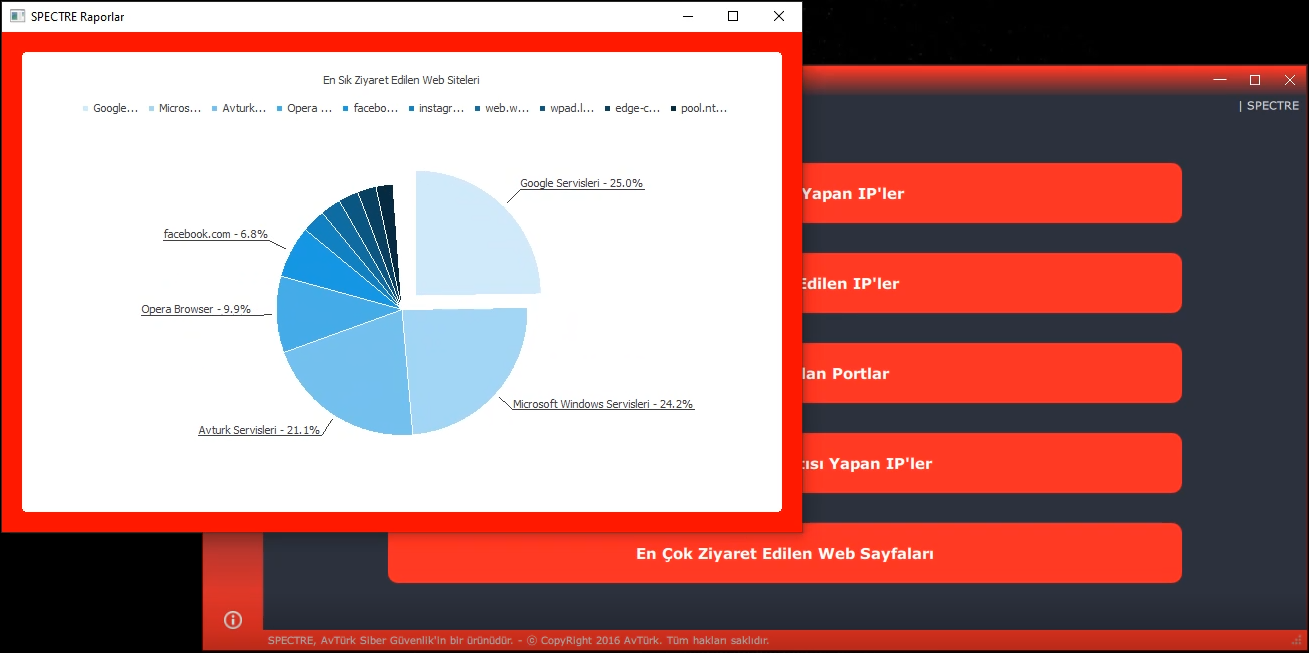 SPECTRE Raporlar
En Sık Ziyaret Edilen Web Siteleri
Google... Micros... Avturk... Opera ... facebo... instagr... web.w... wpad.l... edge-c... pool.nt...
Google Servisleri - 25.0%
facebook.com - 6.8%
Opera Browser - 9.9%
Microsoft Windows Servisleri - 24.2%
Avturk Servisleri - 21.1%
| SPECTRE
Yapan IP'ler
Edilen IP'ler
Portlar
Yapan IP'ler
En Çok Ziyaret Edilen Web Sayfaları
SPECTRE, AvTürk Siber Güvenlik'in bir ürünüdür. - © CopyRight 2016 AvTürk. Tüm hakları saklıdır.